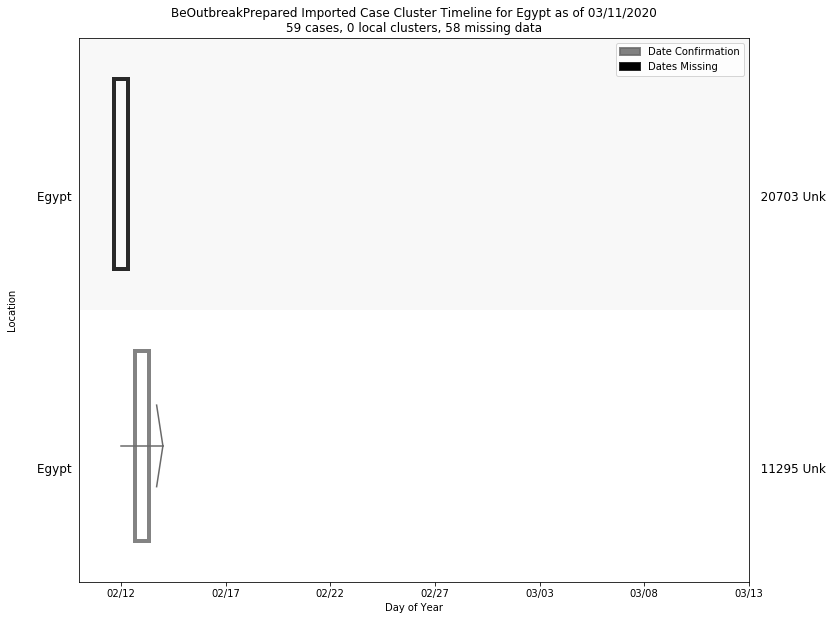 BeOutbreakPrepared Imported Case Cluster Timeline for Egypt as of 03/11/2020
59 cases, 0 local clusters, 58 missing data
Date Confirmation
Dates Missing
Egypt
20703 Unk
Location
Egypt
11295 Unk
02/12
02/17
02/22
02/27
03/03
03/08
03/13
Day of Year